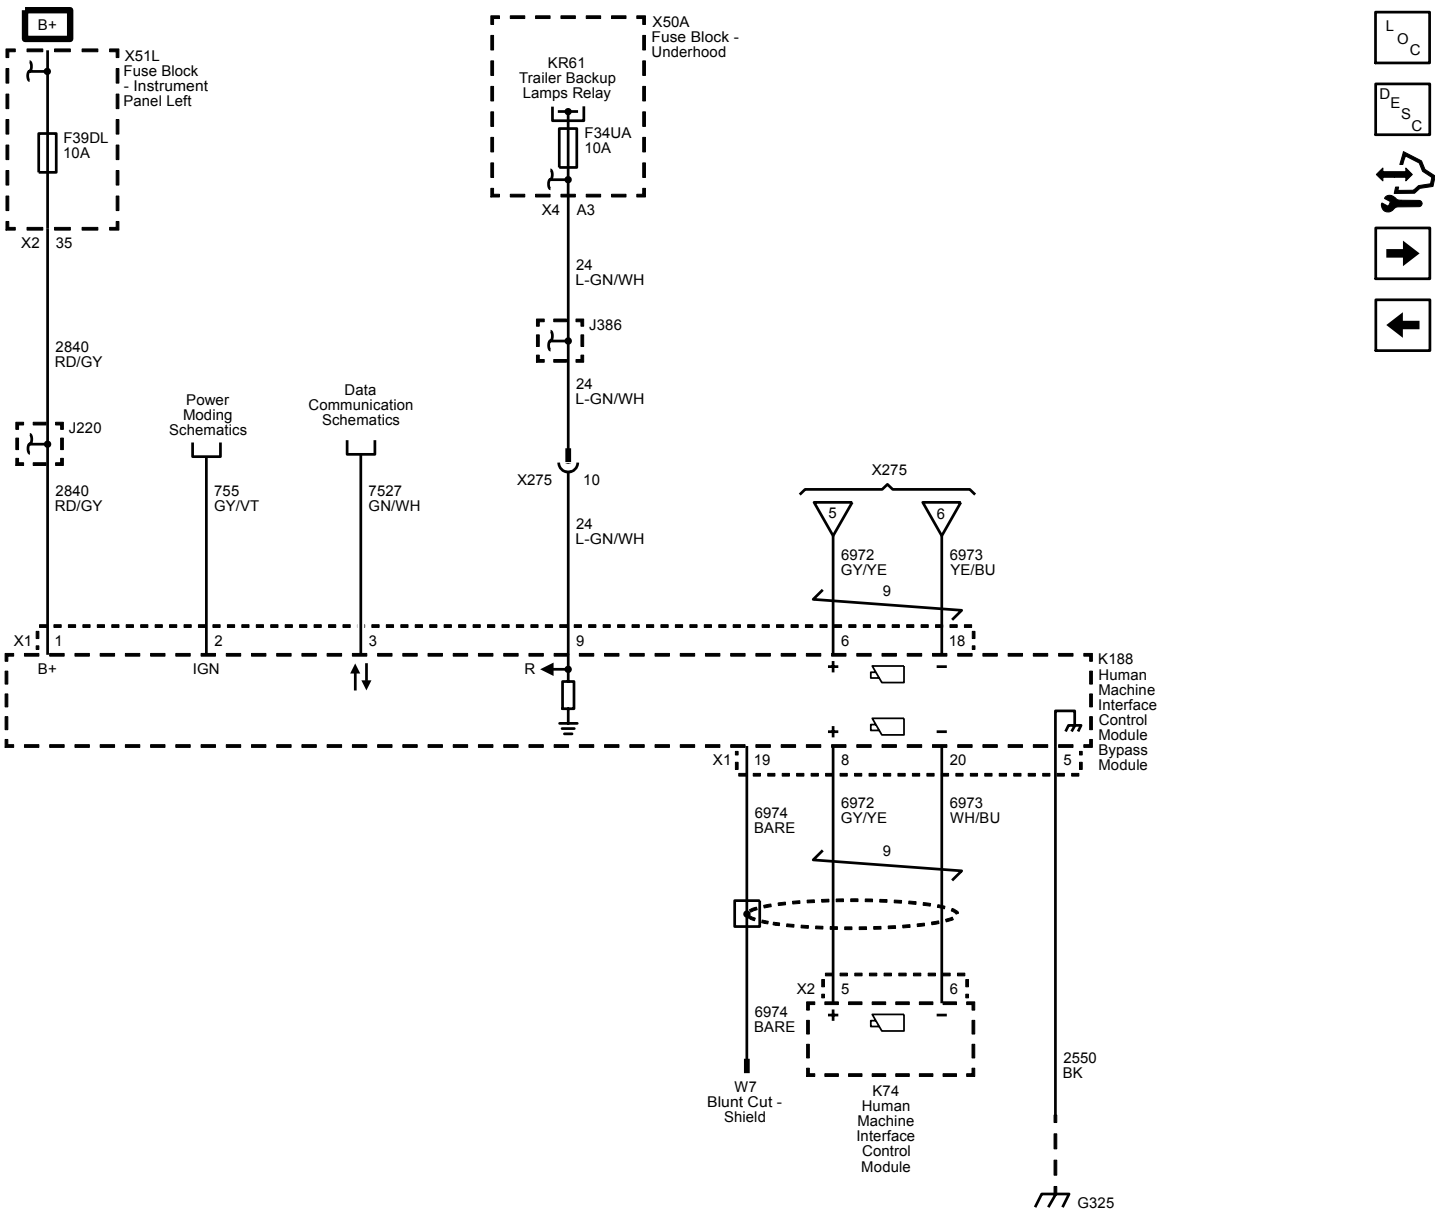 B+
X51L
Fuse Block
- Instrument
Panel Left
F39DL
10A
X2
35
2840
RD/GY
J220
2840
RD/GY
Power
Moding
Schematics
755
GY/VT
Data
Communication
Schematics
7527
GN/WH
X50A
Fuse Block -
Underhood
KR61
Trailer Backup
Lamps Relay
F34UA
10A
X4
A3
24
L-GN/WH
J386
24
L-GN/WH
X275
10
24
L-GN/WH
X275
5
6
6972
GY/YE
6973
YE/BU
9
X1
1
2
3
9
6
18
B+
IGN
R
+
-
+
-
K188
Human
Machine
Interface
Control
Module
Bypass
Module
X1
19
8
20
5
6974
BARE
6972
GY/YE
6973
WH/BU
9
X2
5
6
+
-
6974
BARE
W7
Blunt Cut -
Shield
K74
Human
Machine
Interface
Control
Module
2550
BK
G325
LOC
DESC